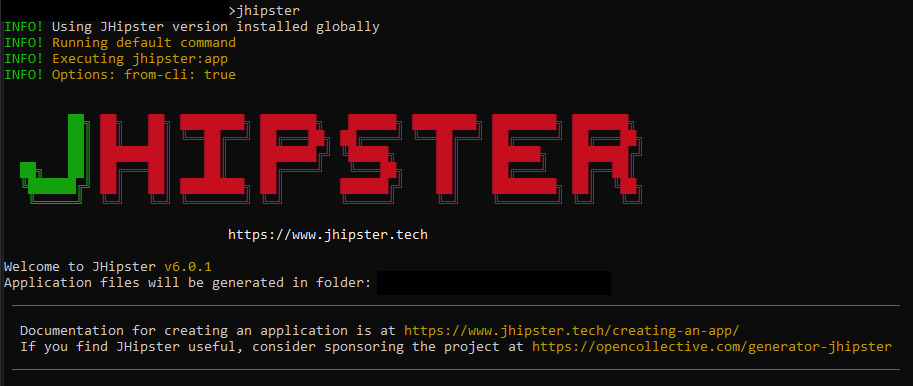 >jhipster
INFO! Using JHipster version installed globally
INFO! Running default command
INFO! Executing jhipster:app
INFO! Options: from-cli: true
JHIPSTER
https://www.jhipster.tech
Welcome to JHipster v6.0.1
Application files will be generated in folder:
Documentation for creating an application is at https://www.jhipster.tech/creating-an-app/
If you find JHipster useful, consider sponsoring the project at https://opencollective.com/generator-jhipster